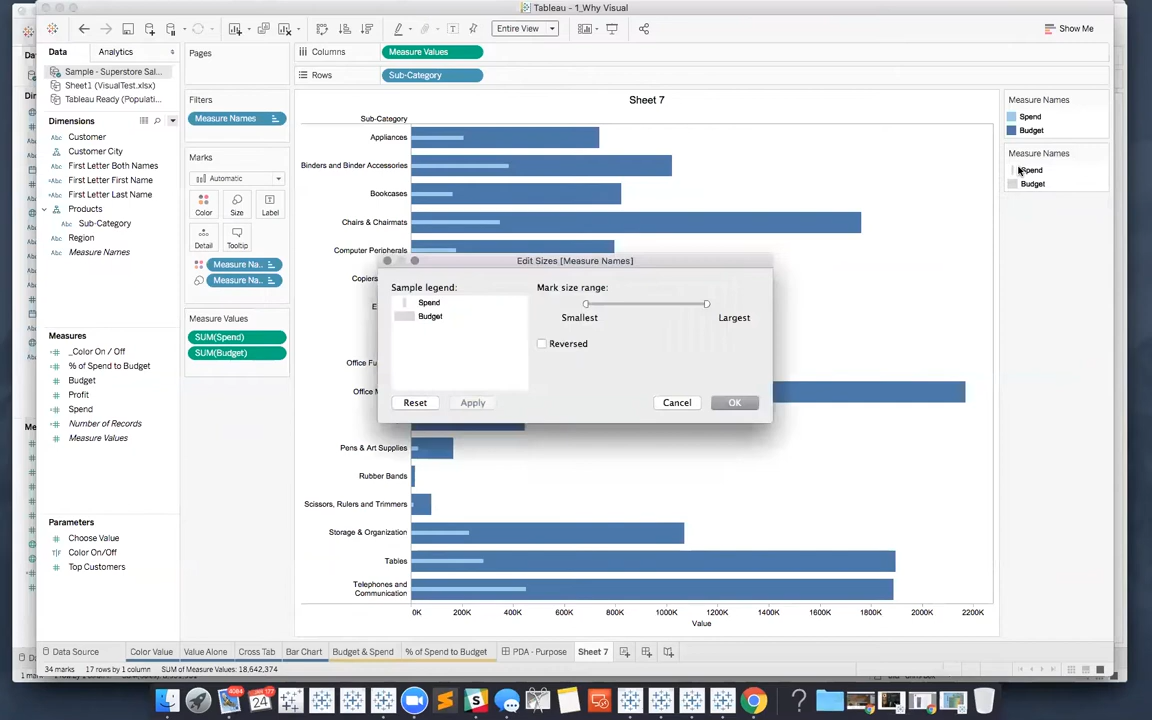 Tableau - 1_Why Visual
Entire View
Show Me
Data
Analytics
Pages
Columns
Measure Values
Rows
Sub-Category
Sample - Superstore Sal...
Sheet1 (VisualTest.xlsx)
Tableau Ready (Populati...
Dimensions
Customer
Customer City
First Letter Both Names
First Letter First Name
First Letter Last Name
Products
Sub-Category
Region
Measure Names
Measures
_Color On / Off
% of Spend to Budget
Budget
Profit
Spend
Number of Records
Measure Values
Parameters
Choose Value
Color On/Off
Top Customers
Filters
Measure Names
Marks
Automatic
Color
Size
Label
Detail
Tooltip
Measure Na..
Measure Na..
Measure Values
SUM(Spend)
SUM(Budget)
Sheet 7
Sub-Category
Appliances
Binders and Binder Accessories
Bookcases
Chairs & Chairmats
Computer Peripherals
Copiers
E
Office Fu
Office M
Pens & Art Supplies
Rubber Bands
Scissors, Rulers and Trimmers
Storage & Organization
Tables
Telephones and
Communication
0K 200K 400K 600K 800K 1000K 1200K 1400K 1600K 1800K 2000K 2200K
Value
Edit Sizes [Measure Names]
Sample legend:
Spend
Budget
Mark size range:
Smallest
Largest
Reversed
Reset
Apply
Cancel
OK
Measure Names
Spend
Budget
Measure Names
Spend
Budget
Data Source
Color Value
Value Alone
Cross Tab
Bar Chart
Budget & Spend
% of Spend to Budget
PDA - Purpose
Sheet 7
34 marks
17 rows by 1 column
SUM of Measure Values: 18,642,374